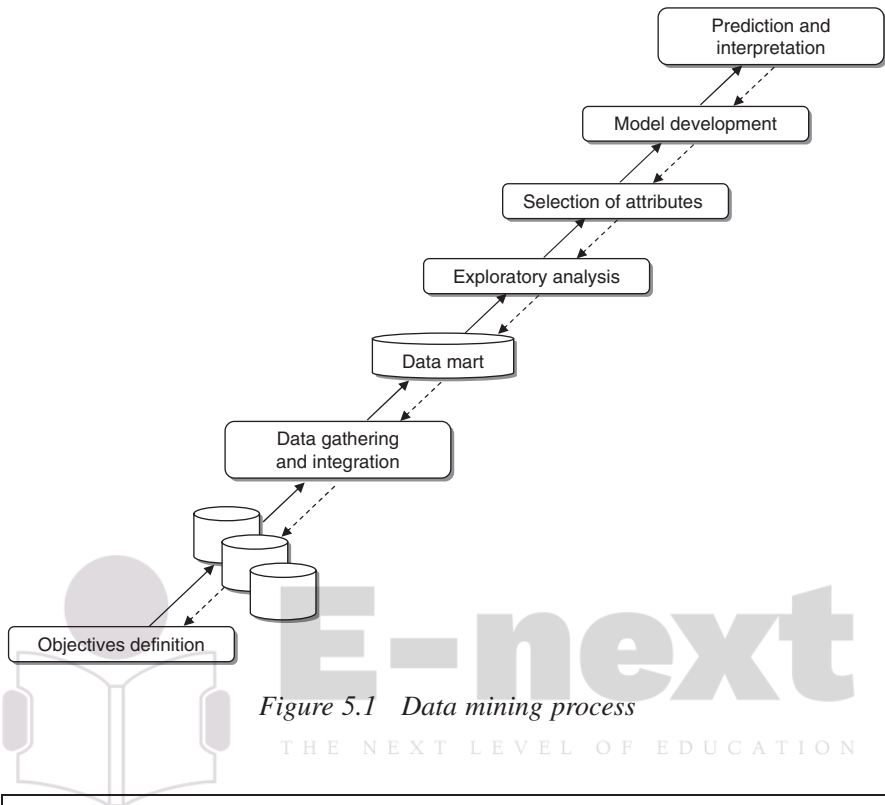 Prediction and
interpretation
Model development
Selection of attributes
Exploratory analysis
Data mart
Data gathering
and integration
Objectives definition
E-next
Figure 5.1 Data mining process
THE NEXT LEVEL OF EDUCATION